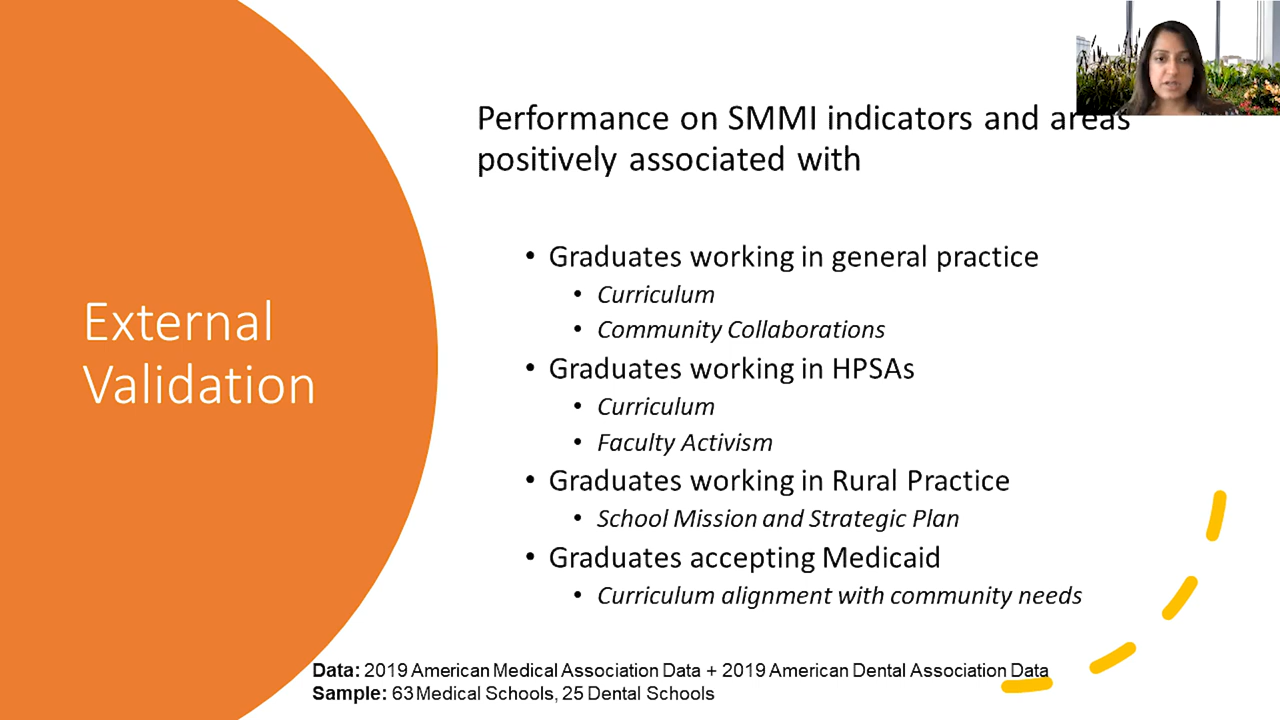 External
Validation
Performance on SMMI indicators and areas
positively associated with
• Graduates working in general practice
• Curriculum
• Community Collaborations
• Graduates working in HPSAs
• Curriculum
• Faculty Activism
• Graduates working in Rural Practice
• School Mission and Strategic Plan
• Graduates accepting Medicaid
• Curriculum alignment with community needs
Data: 2019 American Medical Association Data + 2019 American Dental Association Data
Sample: 63 Medical Schools, 25 Dental Schools